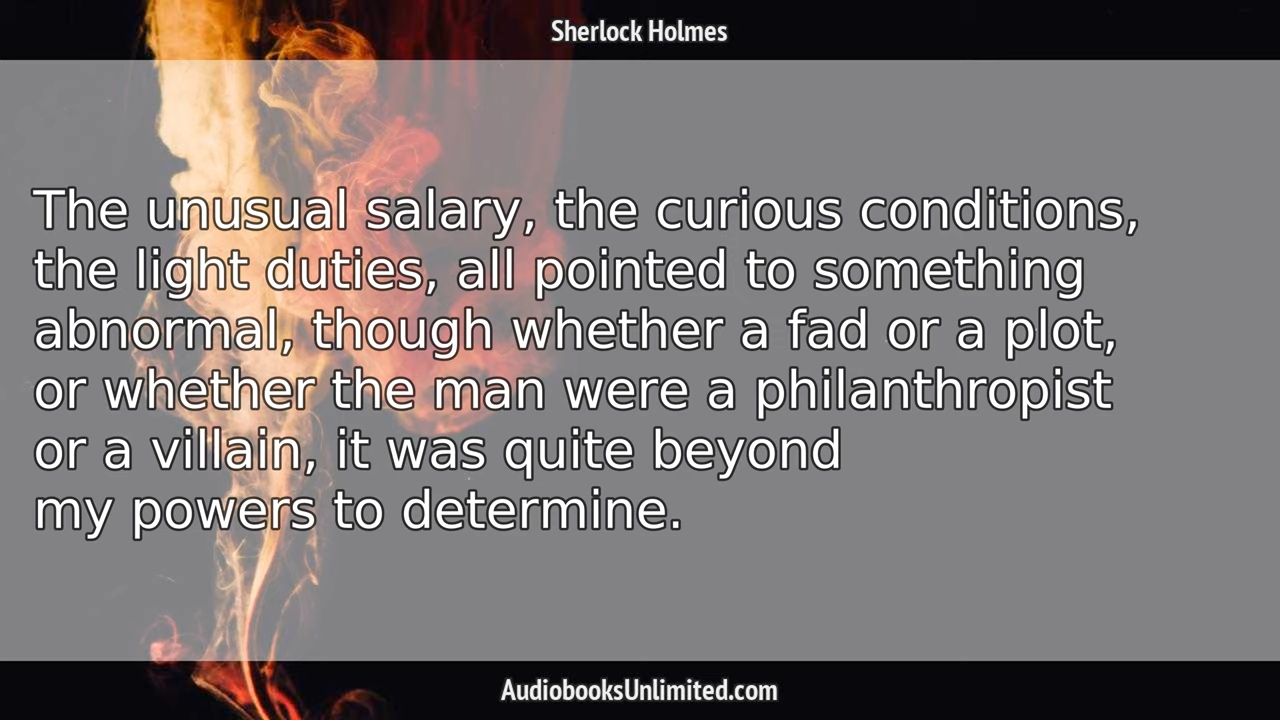 Sherlock Holmes
The unusual salary, the curious conditions,
the light duties, all pointed to something
abnormal, though whether a fad or a plot,
or whether the man were a philanthropist
or a villain, it was quite beyond
my powers to determine.
AudiobooksUnlimited.com